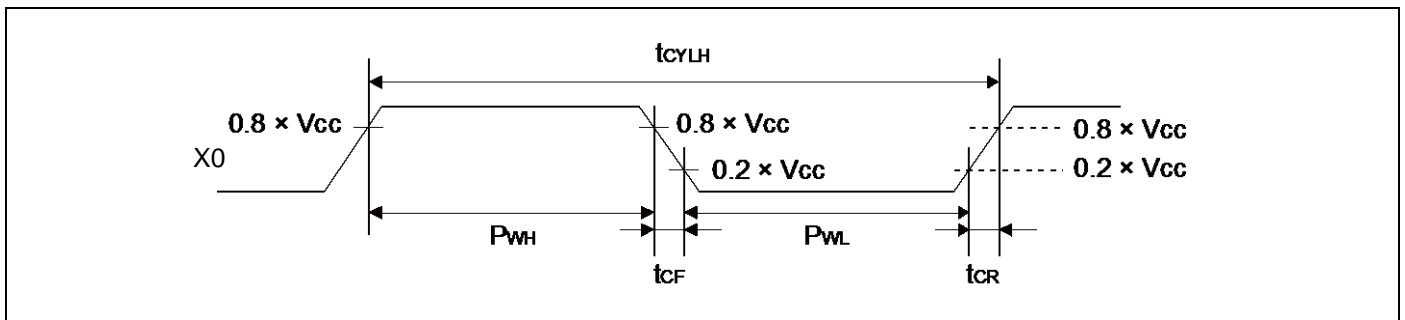 tCYLH
0.8 × Vcc
0.8 × Vcc
0.8 × Vcc
X0
0.2 × Vcc
0.2 × Vcc
PWH
PWL
tCF
tCR